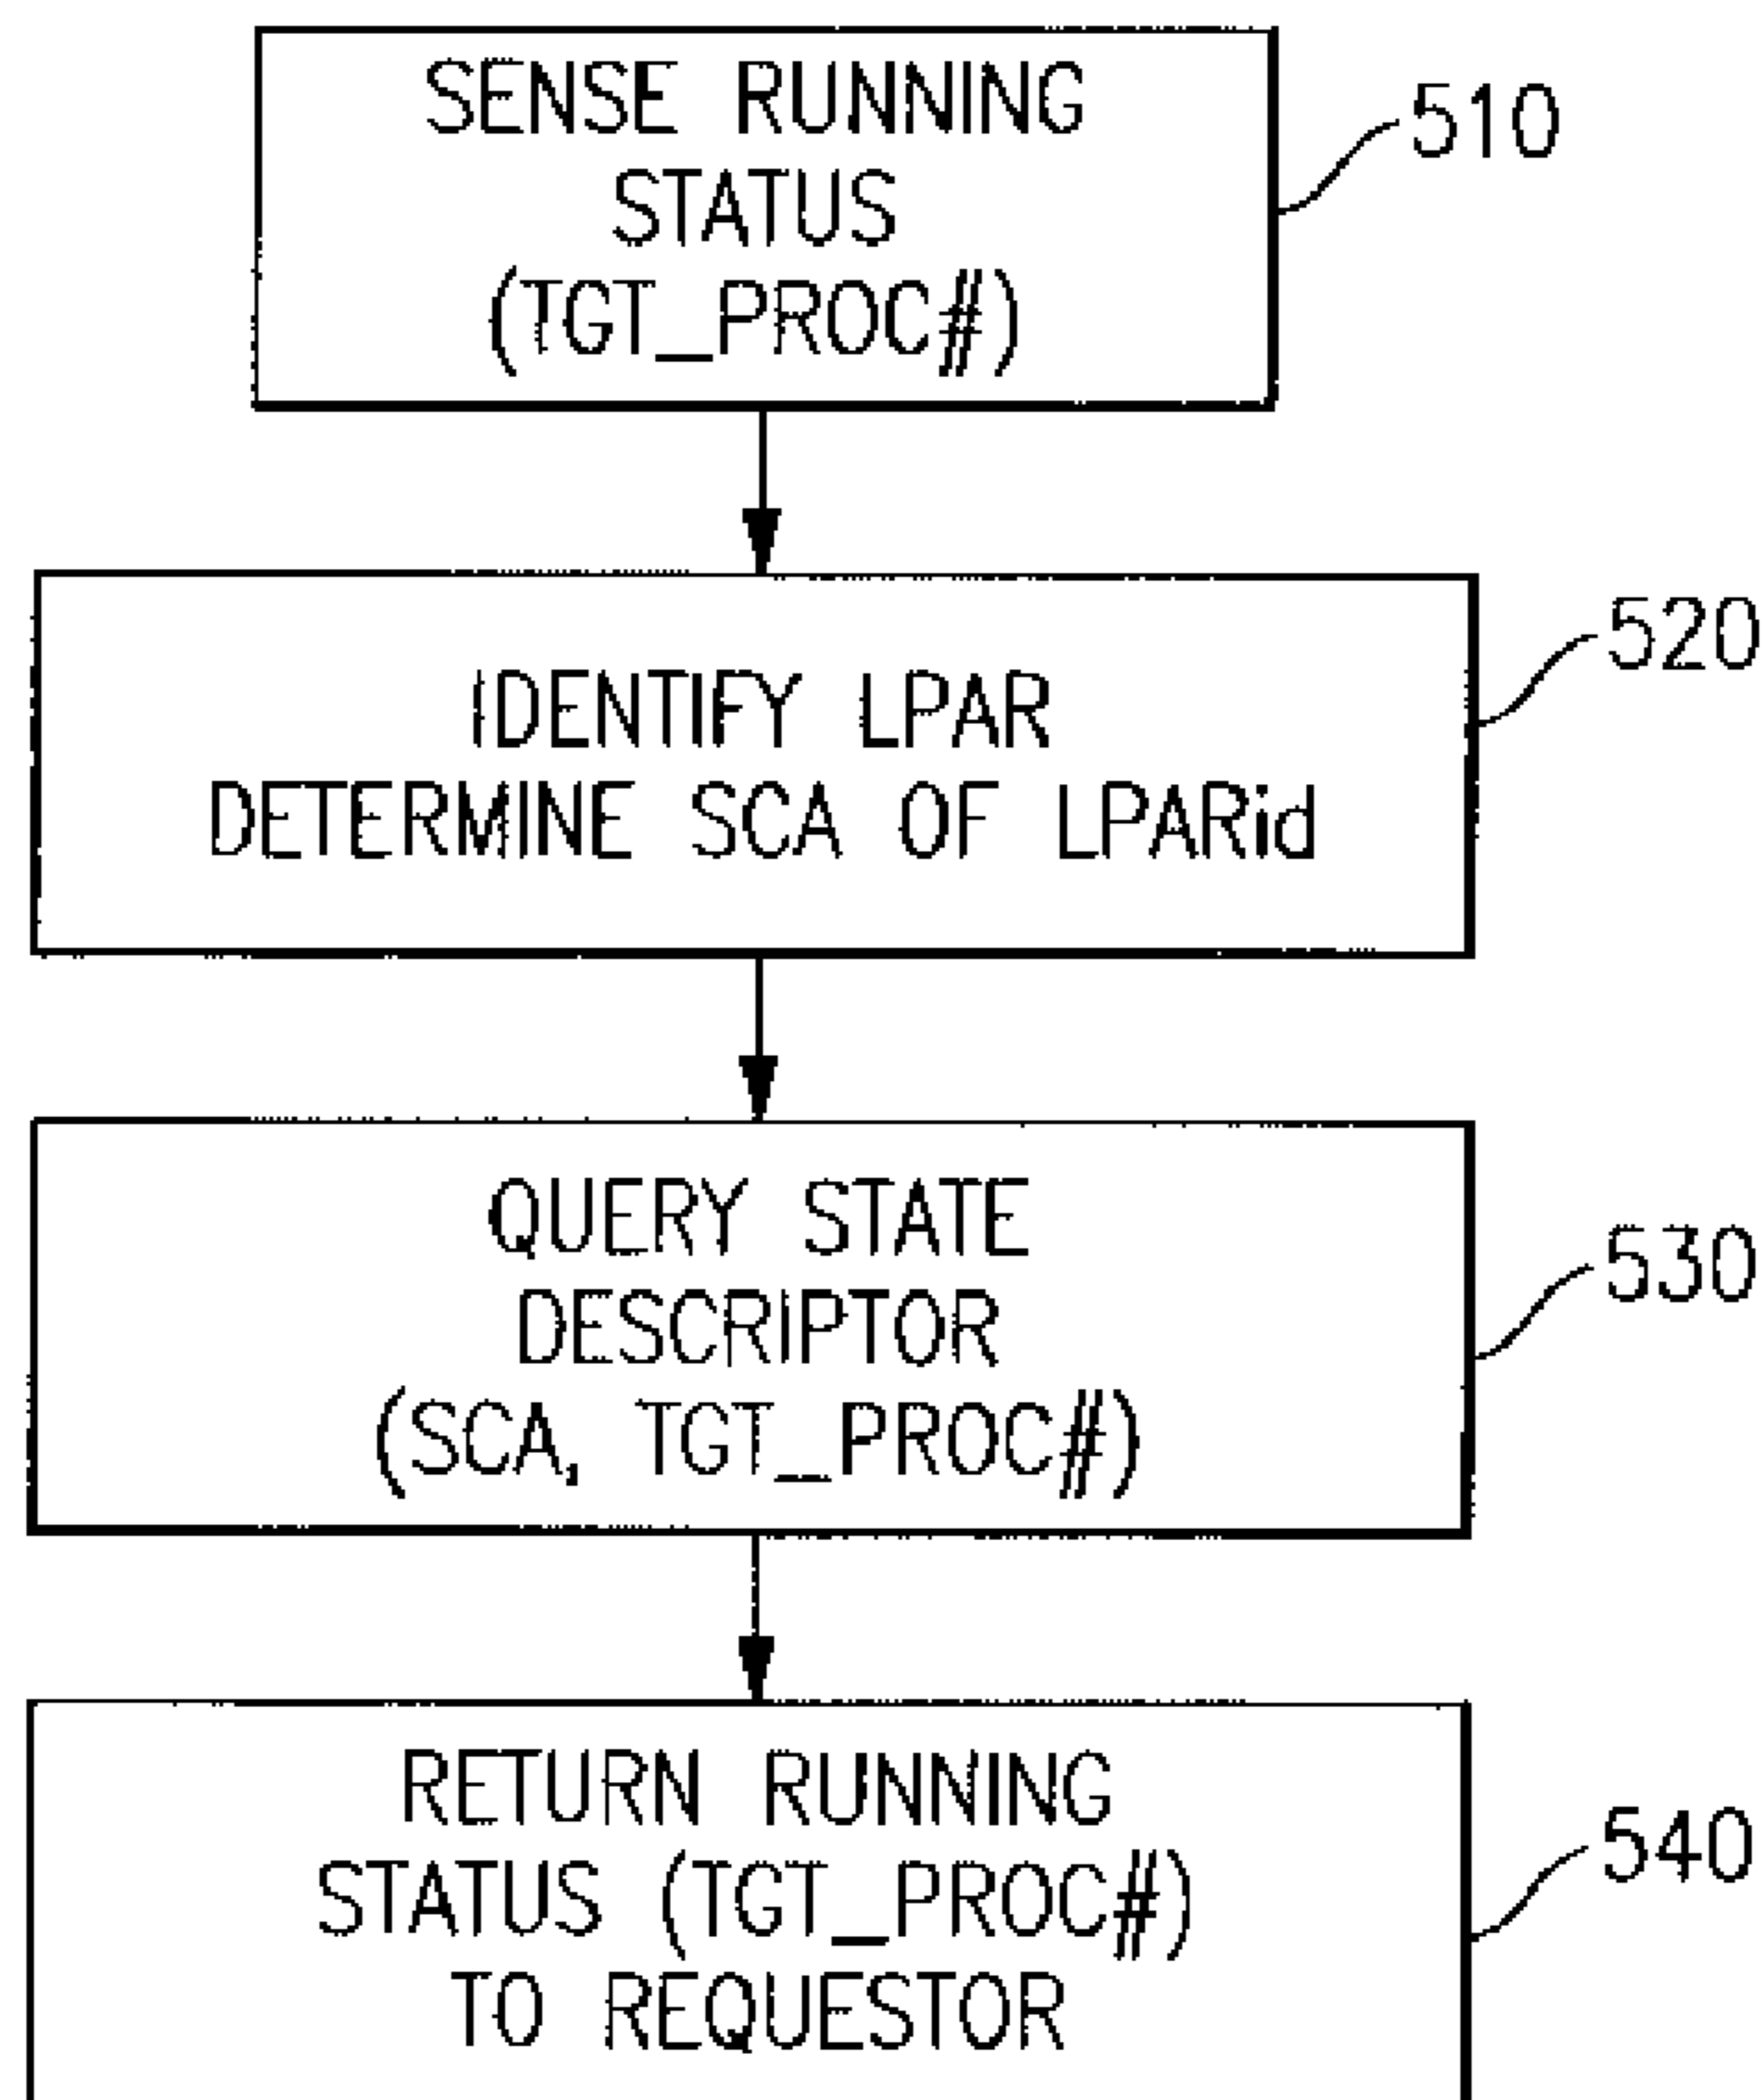 SENSE RUNNING
STATUS
(TGT_PROC#)
510
IDENTIFY LPAR
DETERMINE SCA OF LPARid
520
QUERY STATE
DESCRIPTOR
(SCA, TGT_PROC#)
530
RETURN RUNNING
STATUS (TGT_PROC#)
TO REQUESTOR
540